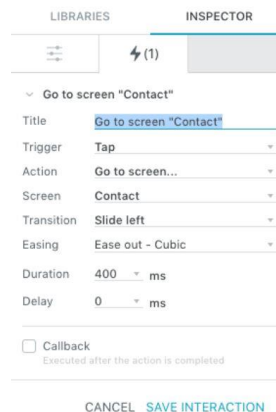 LIBRARIES INSPECTOR
(1)
Go to screen "Contact"
Title Go to screen "Contact"
Trigger Tap
Action Go to screen...
Screen Contact
Transition Slide left
Easing Ease out - Cubic
Duration 400 ms
Delay 0 ms
Callback
Executed after the action is completed
CANCEL SAVE INTERACTION